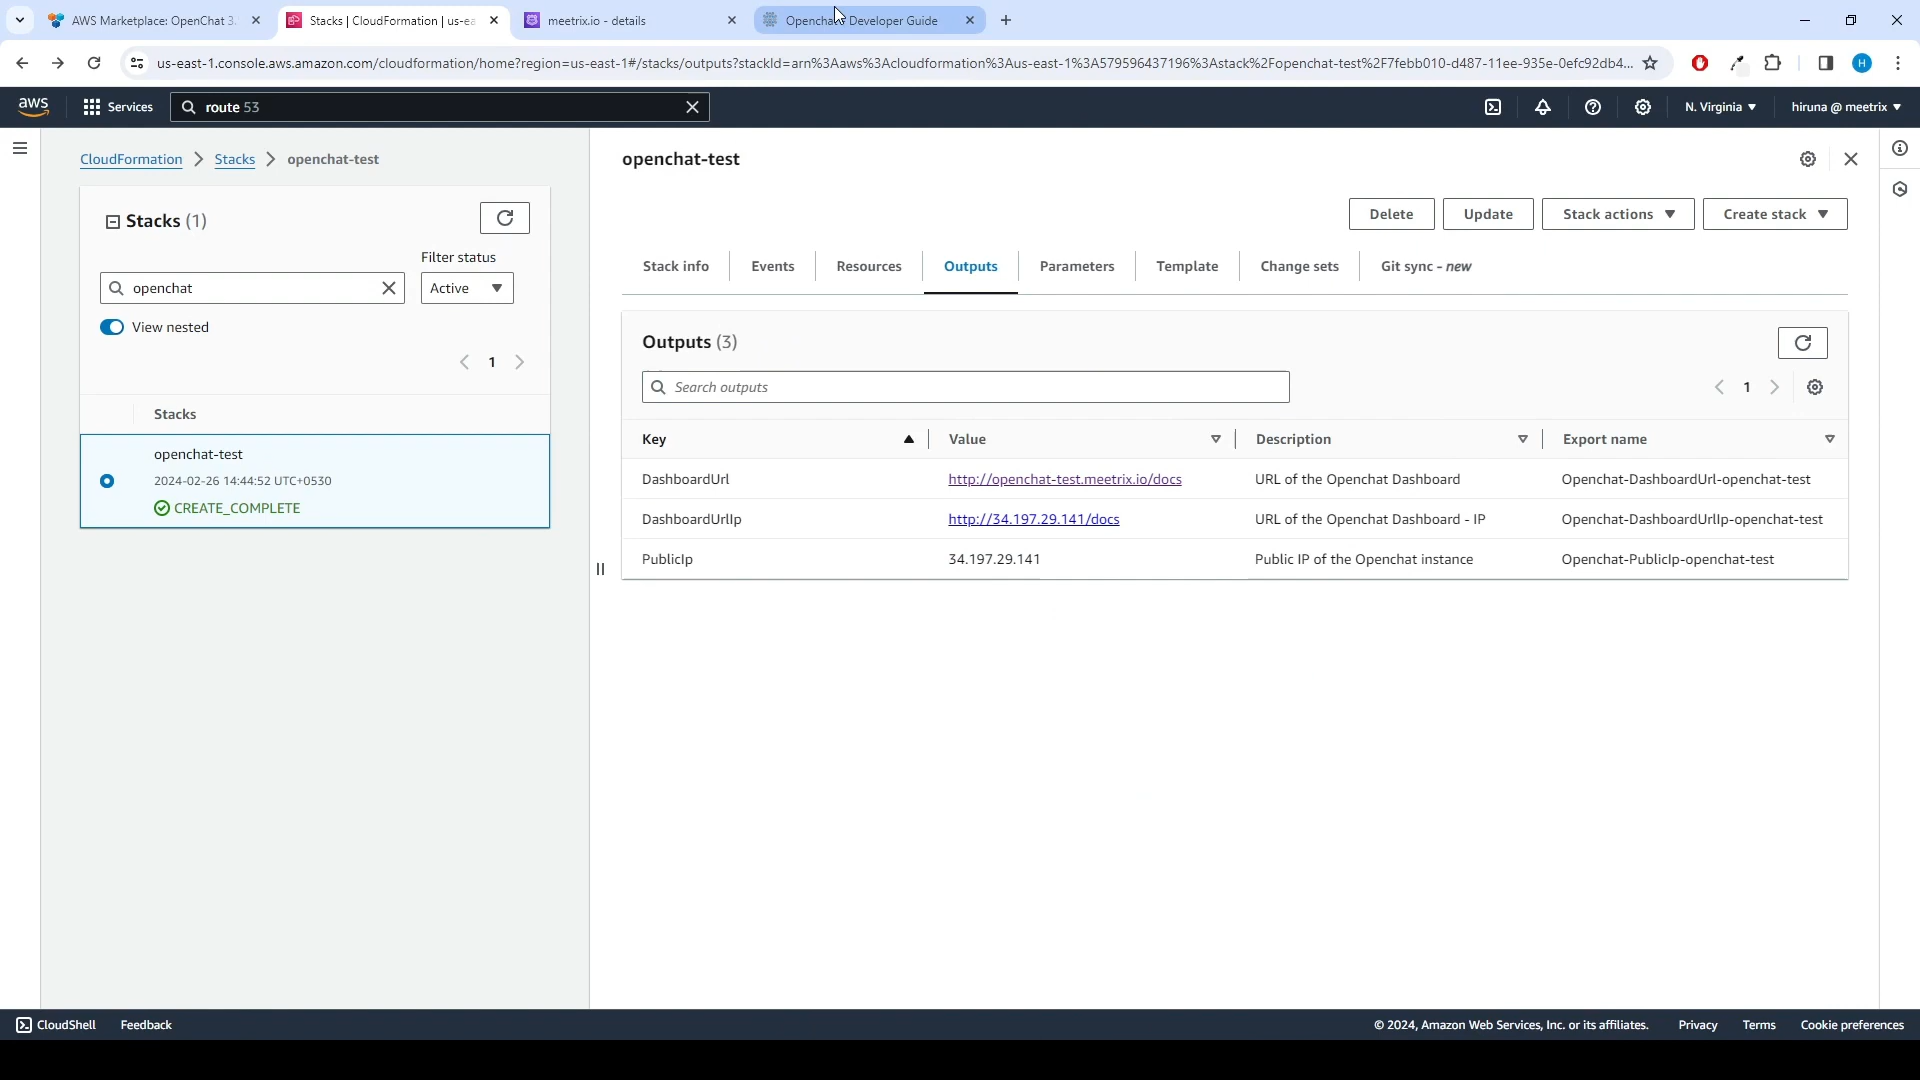 AWS Marketplace: OpenChat 3.
Stacks | CloudFormation | us-ea
meetrix.io - details
Openchat - Developer Guide
us-east-1.console.aws.amazon.com/cloudformation/home?region=us-east-1#/stacks/outputs?stackId=arn%3Aaws%3Acloudformation%3Aus-east-1%3A579596437196%3Astack%2Fopenchat-test%2F7febb010-d487-11ee-935e-0efc92db4...
H
aws
Services
route 53
N. Virginia
hiruna @ meetrix
CloudFormation
Stacks
openchat-test
Stacks (1)
Filter status
openchat
Active
View nested
1
Stacks
openchat-test
2024-02-26 14:44:52 UTC+0530
CREATE_COMPLETE
openchat-test
Delete
Update
Stack actions
Create stack
Stack info
Events
Resources
Outputs
Parameters
Template
Change sets
Git sync - new
Outputs (3)
Search outputs
1
Key
Value
Description
Export name
DashboardUrl
http://openchat-test.meetrix.io/docs
URL of the Openchat Dashboard
Openchat-DashboardUrl-openchat-test
DashboardUrlIp
http://34.197.29.141/docs
URL of the Openchat Dashboard - IP
Openchat-DashboardUrlIp-openchat-test
PublicIp
34.197.29.141
Public IP of the Openchat instance
Openchat-PublicIp-openchat-test
CloudShell
Feedback
© 2024, Amazon Web Services, Inc. or its affiliates.
Privacy
Terms
Cookie preferences